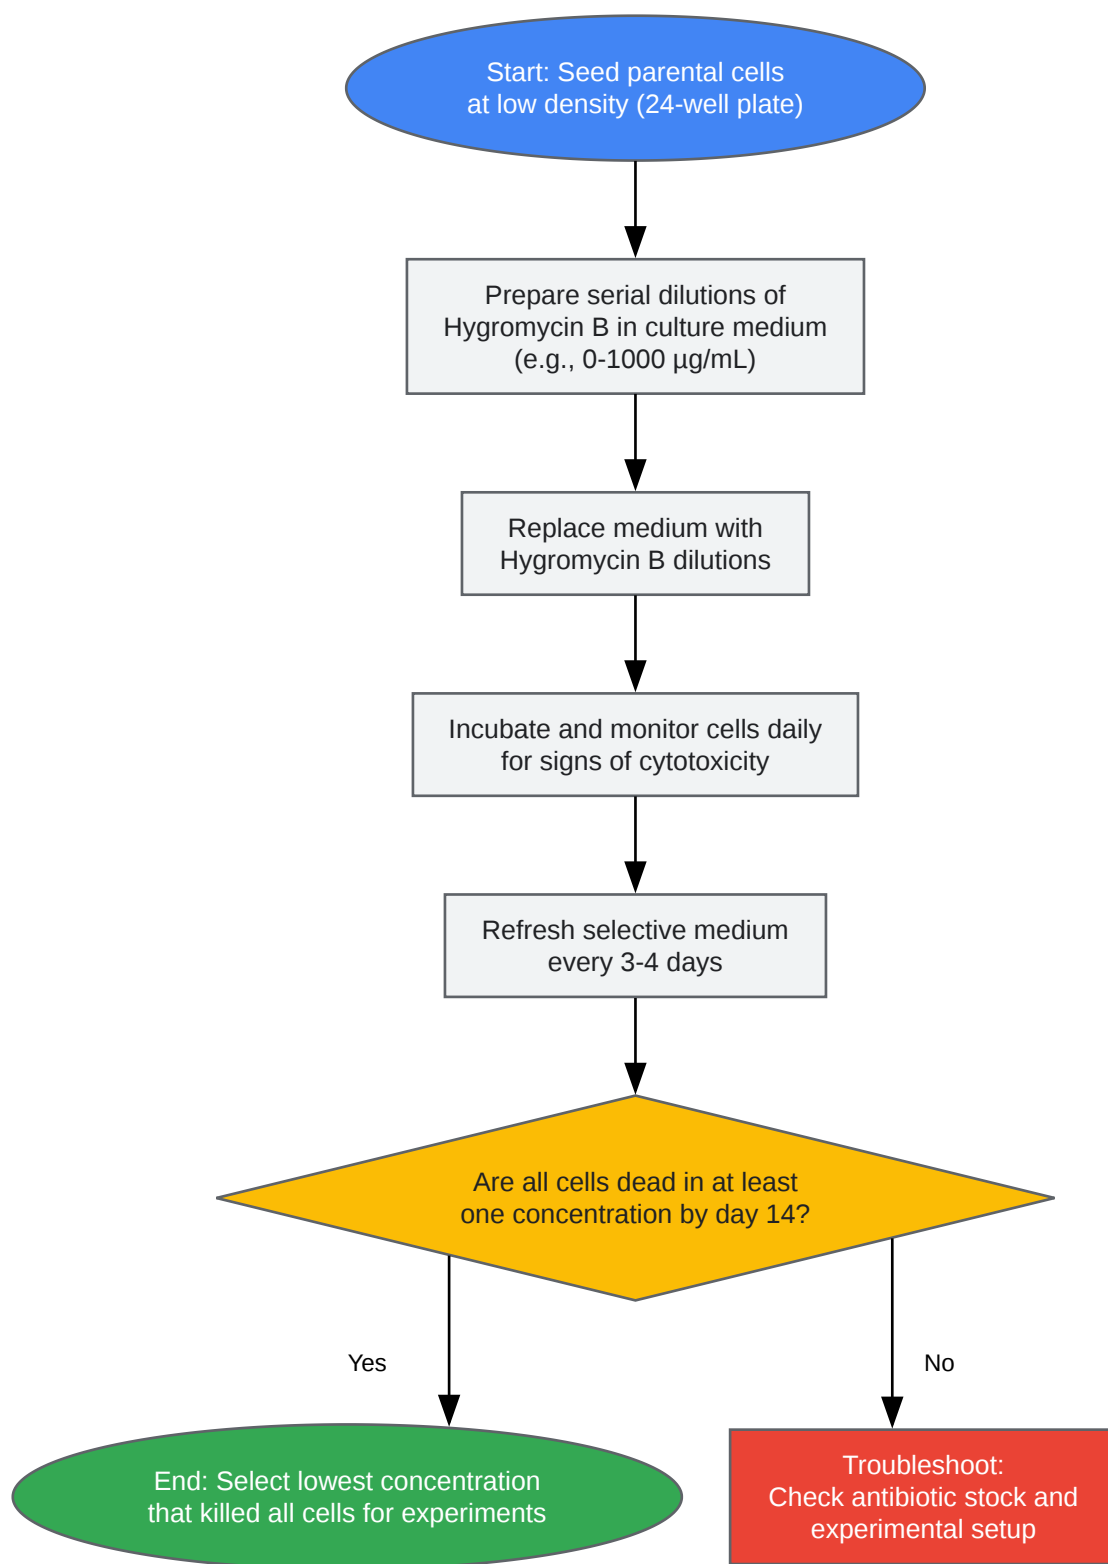 Start: Seed parental cells
at low density (24-well plate)
Prepare serial dilutions of
Hygromycin B in culture medium
(e.g., 0-1000 µg/mL)
Replace medium with
Hygromycin B dilutions
Incubate and monitor cells daily
for signs of cytotoxicity
Refresh selective medium
every 3-4 days
Are all cells dead in at least
one concentration by day 14?
Yes
No
End: Select lowest concentration
that killed all cells for experiments
Troubleshoot:
Check antibiotic stock and
experimental setup